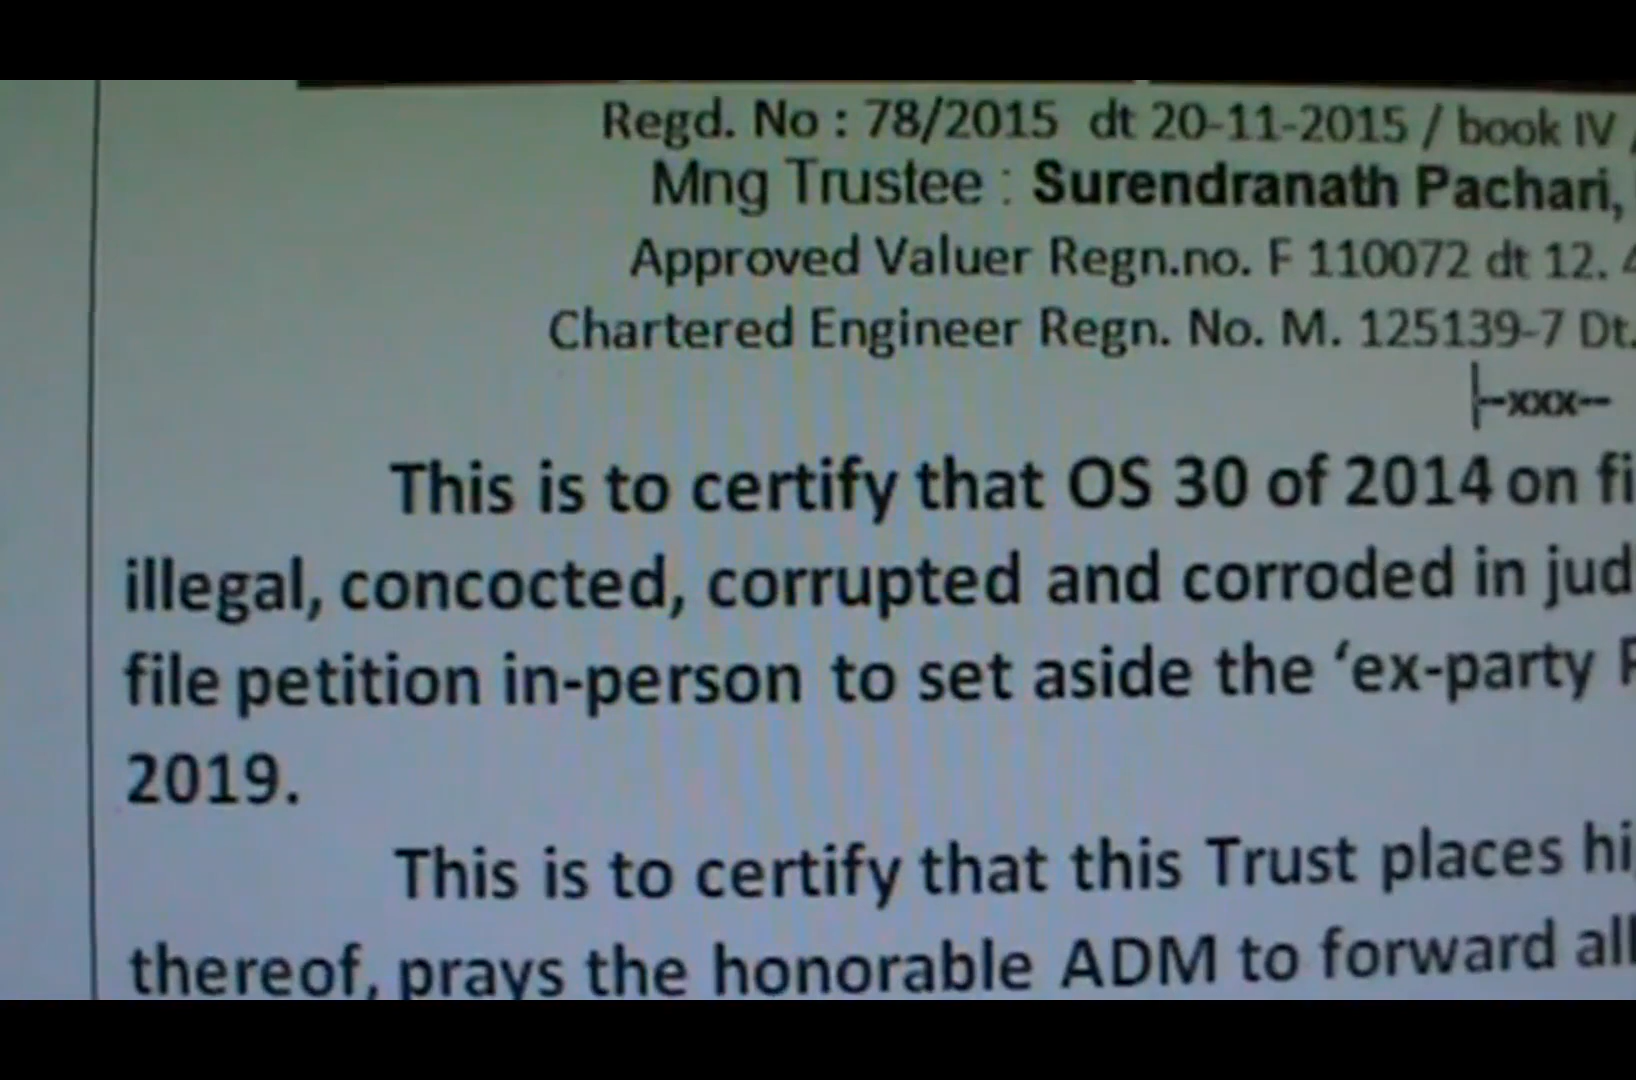 Regd. No : 78/2015 dt 20-11-2015 / book IV
Mng Trustee : Surendranath Pachari,
Approved Valuer Regn.no. F 110072 dt 12.
Chartered Engineer Regn. No. M. 125139-7 Dt.
|--xxx--
This is to certify that OS 30 of 2014 on
illegal, concocted, corrupted and corroded in
file petition in-person to set aside the ‘ex-party
2019.
This is to certify that this Trust places
thereof, prays the honorable ADM to forward all